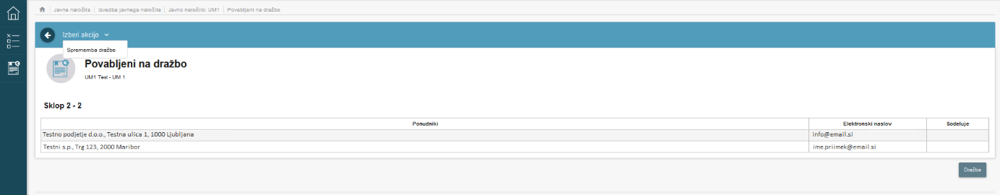 Javna naročila Izvedba javnega naročila Javno naročilo: UM1 Povabljeni na dražbo
Izberi akcijo
Sprememba dražbe
Povabljeni na dražbo
UM1 Test - UM 1
Sklop 2 - 2
Ponudniki Elektronski naslov Sodeluje
Testno podjetje d.o.o., Testna ulica 1, 1000 Ljubljana info@email.si
Testni s.p., Trg 123, 2000 Maribor ime.priimek@email.si
Dražba